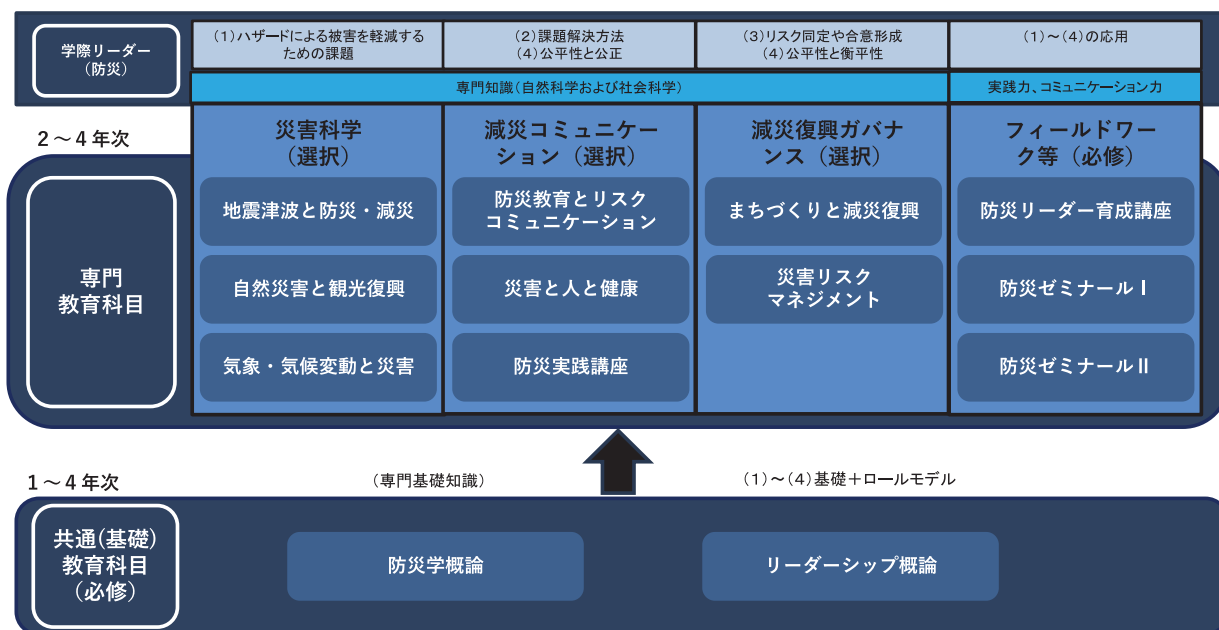 学際リーダー
(防災)
(1)ハザードによる被害を軽減する
ための課題
(2)課題解決方法
(4)公平性と公正
(3)リスク同定や合意形成
(4)公平性と衡平性
(1)～(4)の応用
専門知識(自然科学および社会科学)
実践力、コミュニケーション力
2～4年次
専門
教育科目
災害科学
(選択)
地震津波と防災・減災
自然災害と観光復興
気象・気候変動と災害
減災コミュニケー
ション(選択)
防災教育とリスク
コミュニケーション
災害と人と健康
防災実践講座
減災復興ガバナ
ンス(選択)
まちづくりと減災復興
災害リスク
マネジメント
フィールドワー
ク等(必修)
防災リーダー育成講座
防災ゼミナールⅠ
防災ゼミナールⅡ
1～4年次
(専門基礎知識)
(1)～(4)基礎＋ロールモデル
共通(基礎)
教育科目
(必修)
防災学概論
リーダーシップ概論